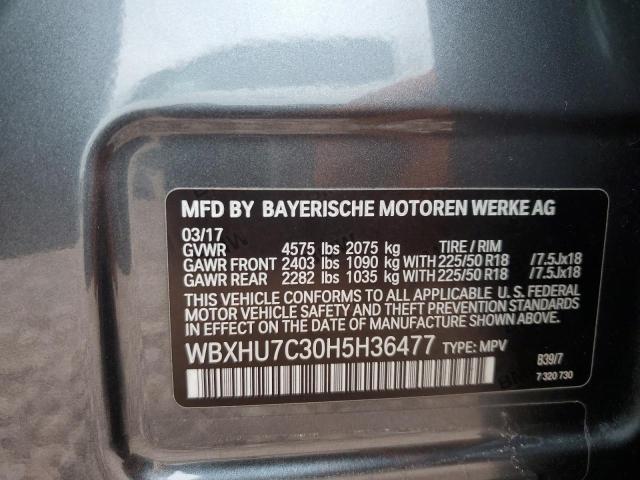 MFD BY BAYERISCHE MOTOREN WERKE AG
03/17
GVWR 4575 lbs 2075 kg TIRE / RIM
GAWR FRONT 2403 lbs 1090 kg WITH 225/50 R18 /7.5Jx18
GAWR REAR 2282 lbs 1035 kg WITH 225/50 R18 /7.5Jx18
THIS VEHICLE CONFORMS TO ALL APPLICABLE U. S. FEDERAL
MOTOR VEHICLE SAFETY AND THEFT PREVENTION
STANDARDS IN EFFECT ON THE DATE OF MANUFACTURE SHOWN ABOVE.
WBXHU7C30H5H36477 TYPE: MPV
B39/7
7 320 730